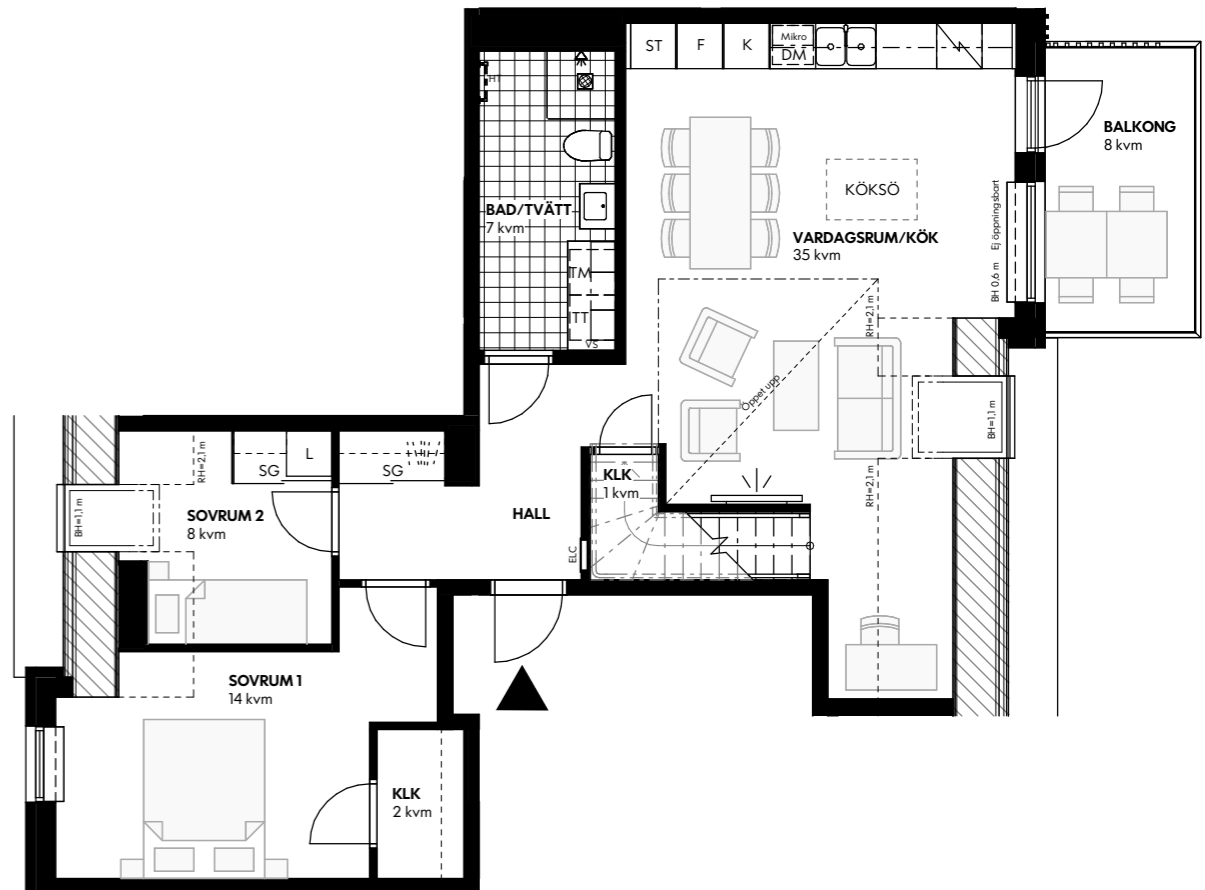 ST
F
K
Mikro
DM
HT
BALKONG
8 kvm
KÖKSÖ
BAD/TVÄTT
7 kvm
VARDAGSRUM/KÖK
35 kvm
BH 0,6 m Ej öppningsbart
TM
TT
VS
RH=2,1 m
Öppet upp
BH=1,1 m
RH=2,1 m
SG
L
SG
KLK
1 kvm
RH=2,1 m
BH=1,1 m
SOVRUM 2
8 kvm
HALL
ELC
SOVRUM 1
14 kvm
KLK
2 kvm